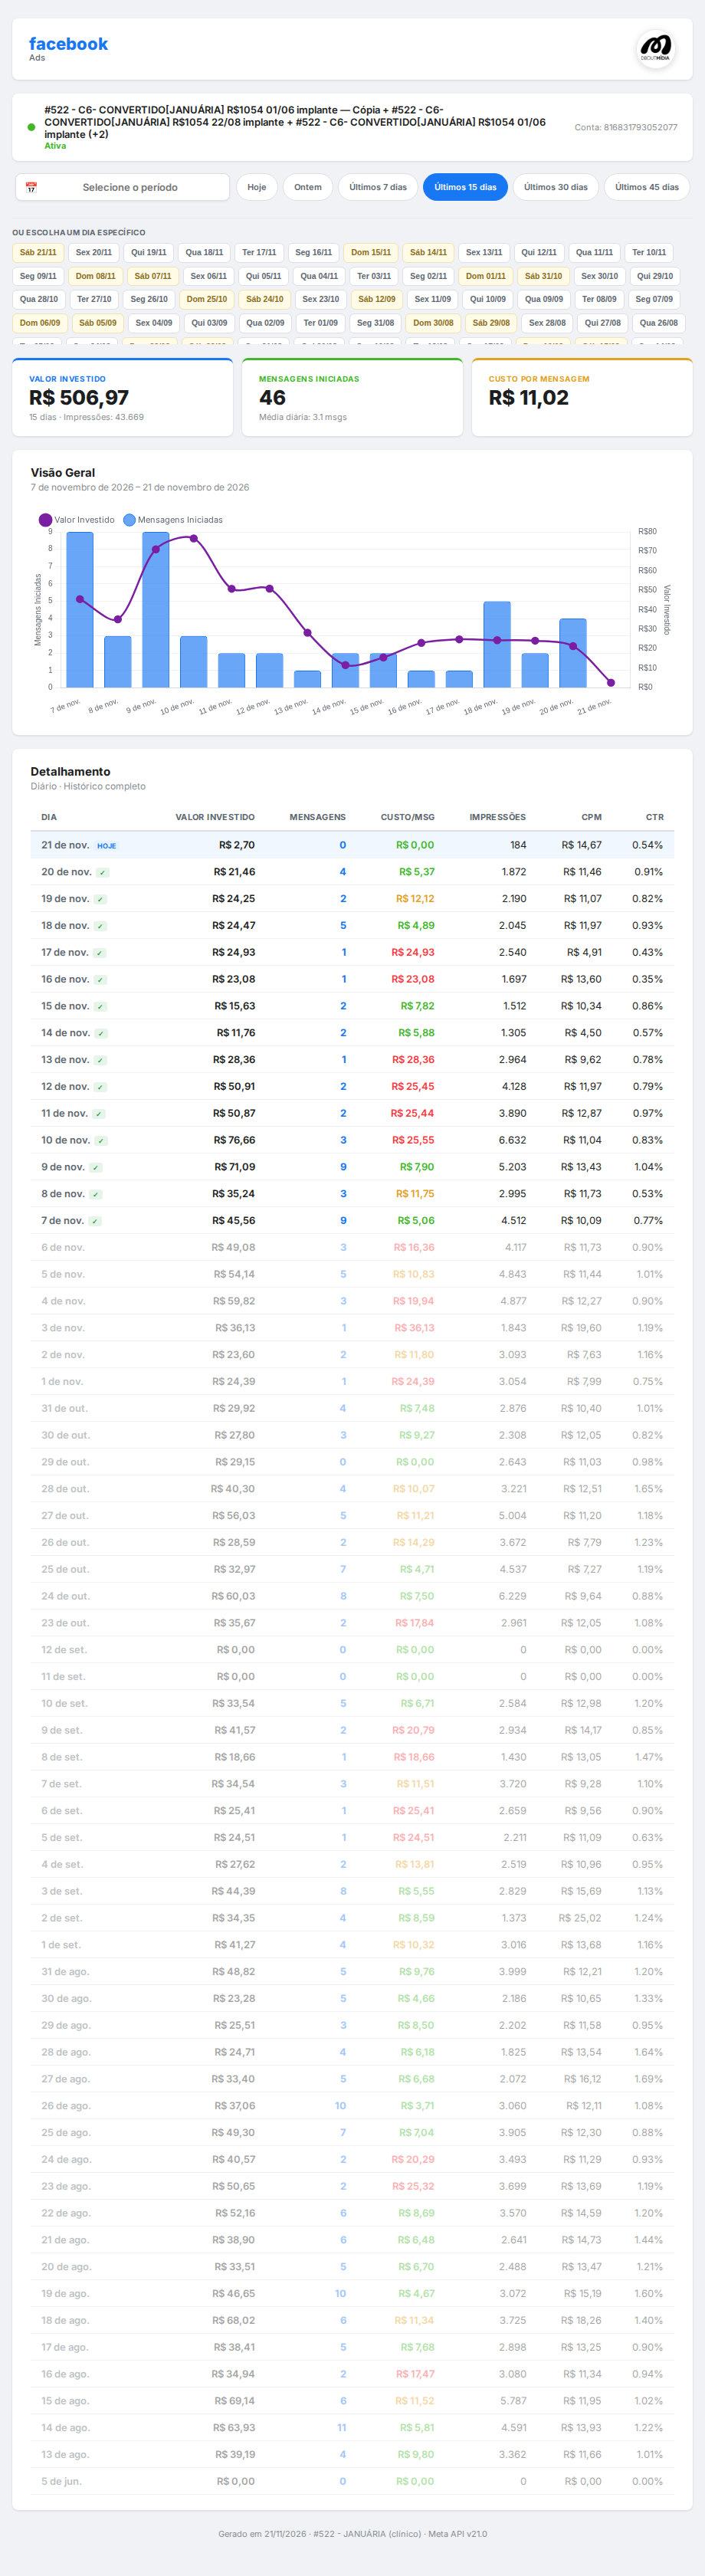 facebook
Ads
DBOUTMÍDIA
#522 - C6- CONVERTIDO[JANUÁRIA] R$1054 01/06 implante — Cópia + #522 - C6-
CONVERTIDO[JANUÁRIA] R$1054 22/08 implante + #522 - C6- CONVERTIDO[JANUÁRIA] R$1054 01/06
implante (+2)
Ativa
Conta: 816831793052077
Selecione o período
Hoje Ontem Últimos 7 dias Últimos 15 dias Últimos 30 dias Últimos 45 dias
OU ESCOLHA UM DIA ESPECÍFICO
Sáb 21/11 Sex 20/11 Qui 19/11 Qua 18/11 Ter 17/11 Seg 16/11 Dom 15/11 Sáb 14/11 Sex 13/11 Qui 12/11 Qua 11/11 Ter 10/11
Seg 09/11 Dom 08/11 Sáb 07/11 Sex 06/11 Qui 05/11 Qua 04/11 Ter 03/11 Seg 02/11 Dom 01/11 Sáb 31/10 Sex 30/10 Qui 29/10
Qua 28/10 Ter 27/10 Seg 26/10 Dom 25/10 Sáb 24/10 Sex 23/10 Sáb 12/09 Sex 11/09 Qui 10/09 Qua 09/09 Ter 08/09 Seg 07/09
Dom 06/09 Sáb 05/09 Sex 04/09 Qui 03/09 Qua 02/09 Ter 01/09 Seg 31/08 Dom 30/08 Sáb 29/08 Sex 28/08 Qui 27/08 Qua 26/08
VALOR INVESTIDO
R$ 506,97
15 dias · Impressões: 43.669
MENSAGENS INICIADAS
46
Média diária: 3.1 msgs
CUSTO POR MENSAGEM
R$ 11,02
Visão Geral
7 de novembro de 2026 – 21 de novembro de 2026
Valor Investido Mensagens Iniciadas
Mensagens Iniciadas
9
8
7
6
5
4
3
2
1
0
R$80
R$70
R$60
R$50
R$40
R$30
R$20
R$10
R$0
Valor Investido
7 de nov. 8 de nov. 9 de nov. 10 de nov. 11 de nov. 12 de nov. 13 de nov. 14 de nov. 15 de nov. 16 de nov. 17 de nov. 18 de nov. 19 de nov. 20 de nov. 21 de nov.
Detalhamento
Diário · Histórico completo
DIA VALOR INVESTIDO MENSAGENS CUSTO/MSG IMPRESSÕES CPM CTR
21 de nov. HOJE R$ 2,70 0 R$ 0,00 184 R$ 14,67 0.54%
20 de nov. ✓ R$ 21,46 4 R$ 5,37 1.872 R$ 11,46 0.91%
19 de nov. ✓ R$ 24,25 2 R$ 12,12 2.190 R$ 11,07 0.82%
18 de nov. ✓ R$ 24,47 5 R$ 4,89 2.045 R$ 11,97 0.93%
17 de nov. ✓ R$ 24,93 1 R$ 24,93 2.540 R$ 4,91 0.43%
16 de nov. ✓ R$ 23,08 1 R$ 23,08 1.697 R$ 13,60 0.35%
15 de nov. ✓ R$ 15,63 2 R$ 7,82 1.512 R$ 10,34 0.86%
14 de nov. ✓ R$ 11,76 2 R$ 5,88 1.305 R$ 4,50 0.57%
13 de nov. ✓ R$ 28,36 1 R$ 28,36 2.964 R$ 9,62 0.78%
12 de nov. ✓ R$ 50,91 2 R$ 25,45 4.128 R$ 11,97 0.79%
11 de nov. ✓ R$ 50,87 2 R$ 25,44 3.890 R$ 12,87 0.97%
10 de nov. ✓ R$ 76,66 3 R$ 25,55 6.632 R$ 11,04 0.83%
9 de nov. ✓ R$ 71,09 9 R$ 7,90 5.203 R$ 13,43 1.04%
8 de nov. ✓ R$ 35,24 3 R$ 11,75 2.995 R$ 11,73 0.53%
7 de nov. ✓ R$ 45,56 9 R$ 5,06 4.512 R$ 10,09 0.77%
6 de nov. R$ 49,08 3 R$ 16,36 4.117 R$ 11,73 0.90%
5 de nov. R$ 54,14 5 R$ 10,83 4.843 R$ 11,44 1.01%
4 de nov. R$ 59,82 3 R$ 19,94 4.877 R$ 12,27 0.90%
3 de nov. R$ 36,13 1 R$ 36,13 1.843 R$ 19,60 1.19%
2 de nov. R$ 23,60 2 R$ 11,80 3.093 R$ 7,63 1.16%
1 de nov. R$ 24,39 1 R$ 24,39 3.054 R$ 7,99 0.75%
31 de out. R$ 29,92 4 R$ 7,48 2.876 R$ 10,40 1.01%
30 de out. R$ 27,80 3 R$ 9,27 2.308 R$ 12,05 0.82%
29 de out. R$ 29,15 0 R$ 0,00 2.643 R$ 11,03 0.98%
28 de out. R$ 40,30 4 R$ 10,07 3.221 R$ 12,51 1.65%
27 de out. R$ 56,03 5 R$ 11,21 5.004 R$ 11,20 1.18%
26 de out. R$ 28,59 2 R$ 14,29 3.672 R$ 7,79 1.23%
25 de out. R$ 32,97 7 R$ 4,71 4.537 R$ 7,27 1.19%
24 de out. R$ 60,03 8 R$ 7,50 6.229 R$ 9,64 0.88%
23 de out. R$ 35,67 2 R$ 17,84 2.961 R$ 12,05 1.08%
12 de set. R$ 0,00 0 R$ 0,00 0 R$ 0,00 0.00%
11 de set. R$ 0,00 0 R$ 0,00 0 R$ 0,00 0.00%
10 de set. R$ 33,54 5 R$ 6,71 2.584 R$ 12,98 1.20%
9 de set. R$ 41,57 2 R$ 20,79 2.934 R$ 14,17 0.85%
8 de set. R$ 18,66 1 R$ 18,66 1.430 R$ 13,05 1.47%
7 de set. R$ 34,54 3 R$ 11,51 3.720 R$ 9,28 1.10%
6 de set. R$ 25,41 1 R$ 25,41 2.659 R$ 9,56 0.90%
5 de set. R$ 24,51 1 R$ 24,51 2.211 R$ 11,09 0.63%
4 de set. R$ 27,62 2 R$ 13,81 2.519 R$ 10,96 0.95%
3 de set. R$ 44,39 8 R$ 5,55 2.829 R$ 15,69 1.13%
2 de set. R$ 34,35 4 R$ 8,59 1.373 R$ 25,02 1.24%
1 de set. R$ 41,27 4 R$ 10,32 3.016 R$ 13,68 1.16%
31 de ago. R$ 48,82 5 R$ 9,76 3.999 R$ 12,21 1.20%
30 de ago. R$ 23,28 5 R$ 4,66 2.186 R$ 10,65 1.33%
29 de ago. R$ 25,51 3 R$ 8,50 2.202 R$ 11,58 0.95%
28 de ago. R$ 24,71 4 R$ 6,18 1.825 R$ 13,54 1.64%
27 de ago. R$ 33,40 5 R$ 6,68 2.072 R$ 16,12 1.69%
26 de ago. R$ 37,06 10 R$ 3,71 3.060 R$ 12,11 1.08%
25 de ago. R$ 49,30 7 R$ 7,04 3.905 R$ 12,30 0.88%
24 de ago. R$ 40,57 2 R$ 20,29 3.493 R$ 11,29 0.93%
23 de ago. R$ 50,65 2 R$ 25,32 3.699 R$ 13,69 1.19%
22 de ago. R$ 52,16 6 R$ 8,69 3.570 R$ 14,59 1.20%
21 de ago. R$ 38,90 6 R$ 6,48 2.641 R$ 14,73 1.44%
20 de ago. R$ 33,51 5 R$ 6,70 2.488 R$ 13,47 1.21%
19 de ago. R$ 46,65 10 R$ 4,67 3.072 R$ 15,19 1.60%
18 de ago. R$ 68,02 6 R$ 11,34 3.725 R$ 18,26 1.40%
17 de ago. R$ 38,41 5 R$ 7,68 2.898 R$ 13,25 0.90%
16 de ago. R$ 34,94 2 R$ 17,47 3.080 R$ 11,34 0.94%
15 de ago. R$ 69,14 6 R$ 11,52 5.787 R$ 11,95 1.02%
14 de ago. R$ 63,93 11 R$ 5,81 4.591 R$ 13,93 1.22%
13 de ago. R$ 39,19 4 R$ 9,80 3.362 R$ 11,66 1.01%
5 de jun. R$ 0,00 0 R$ 0,00 0 R$ 0,00 0.00%
Gerado em 21/11/2026 · #522 - JANUÁRIA (clínico) · Meta API v21.0